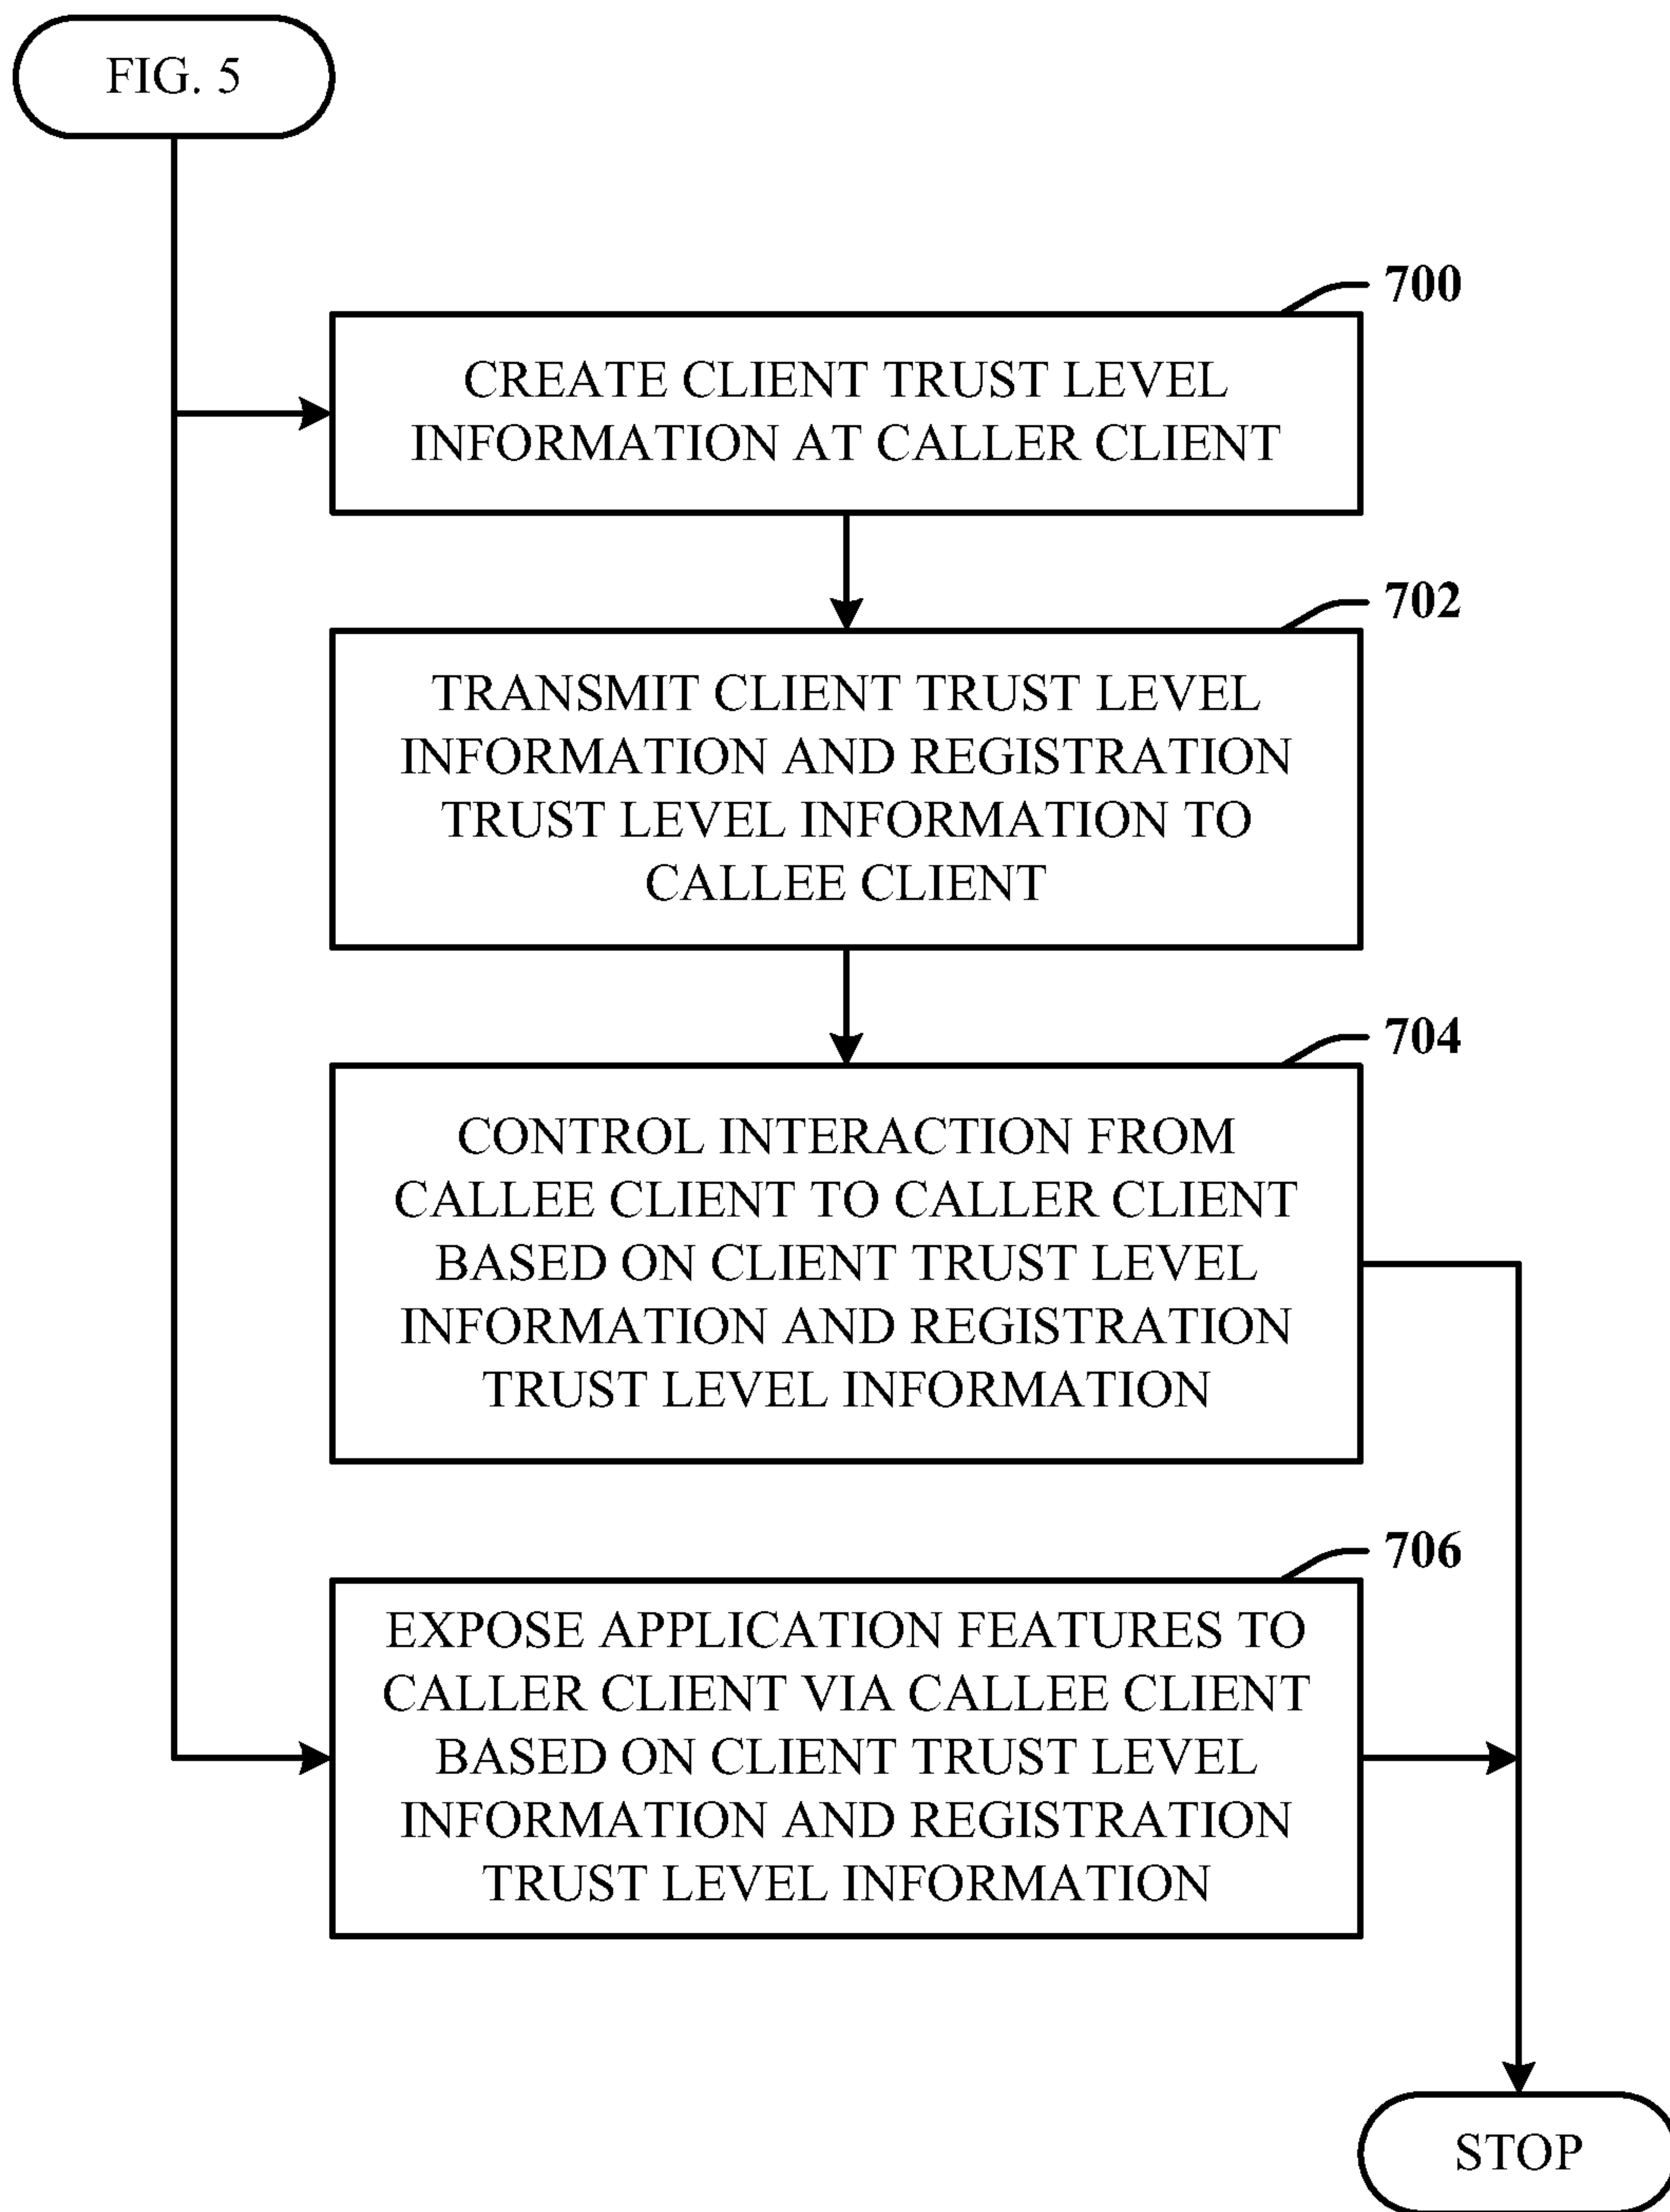 FIG. 5
700
CREATE CLIENT TRUST LEVEL
INFORMATION AT CALLER CLIENT
702
TRANSMIT CLIENT TRUST LEVEL
INFORMATION AND REGISTRATION
TRUST LEVEL INFORMATION TO
CALLEE CLIENT
704
CONTROL INTERACTION FROM
CALLEE CLIENT TO CALLER CLIENT
BASED ON CLIENT TRUST LEVEL
INFORMATION AND REGISTRATION
TRUST LEVEL INFORMATION
706
EXPOSE APPLICATION FEATURES TO
CALLER CLIENT VIA CALLEE CLIENT
BASED ON CLIENT TRUST LEVEL
INFORMATION AND REGISTRATION
TRUST LEVEL INFORMATION
STOP